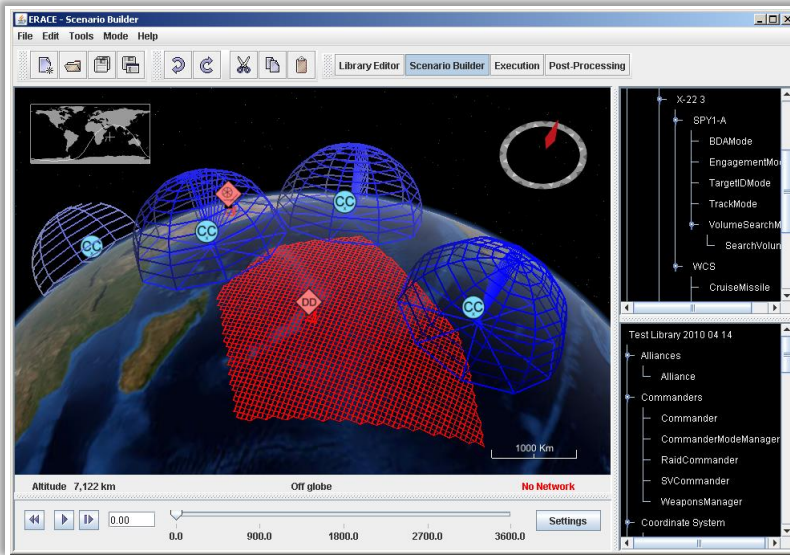 ERACE - Scenario Builder
File Edit Tools Mode Help
Library Editor Scenario Builder Execution Post-Processing
X-22 3
SPY1-A
BDAMode
TargetIDMode
TrackMode
WCS
CruiseMissile
CC
CC
CC
DD
CC
1000 Km
Altitude 7,122 km Off globe No Network
0.00
0.0 900.0 1800.0 2700.0 3600.0
Settings
Test Library 2010 04 14
Alliances
Alliance
Commanders
Commander
CommanderModeManager
RaidCommander
SVCommander
WeaponsManager
Coordinate System